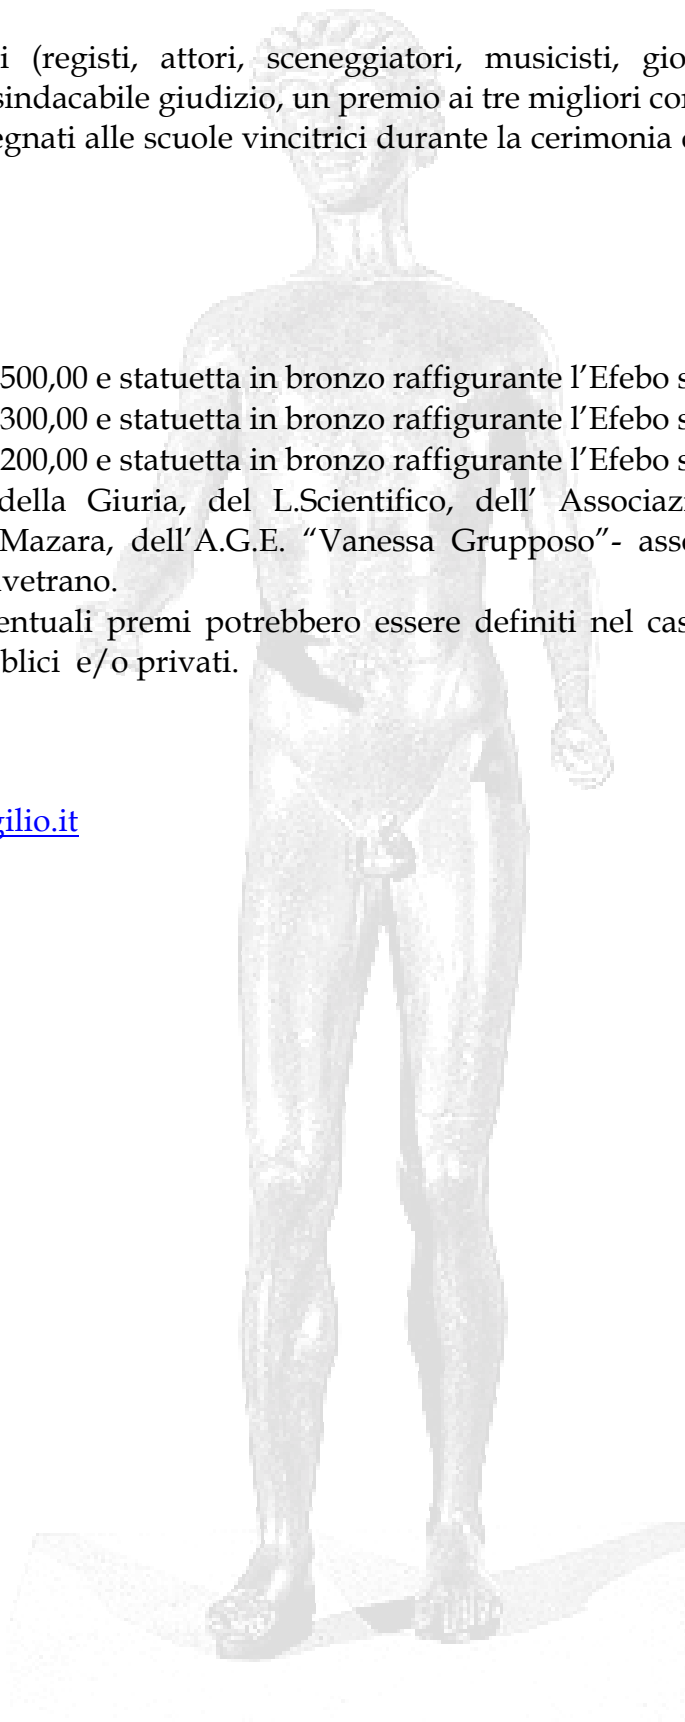 i (registi, attori, sceneggiatori, musicisti, gio
sindacabile giudizio, un premio ai tre migliori co
egnati alle scuole vincitrici durante la cerimonia
500,00 e statuetta in bronzo raffigurante l’Efebo s
300,00 e statuetta in bronzo raffigurante l’Efebo s
200,00 e statuetta in bronzo raffigurante l’Efebo s
della Giuria, del L.Scientifico, dell’ Associaz
Mazara, dell’A.G.E. “Vanessa Grupposo”- asso
lvetrano.
entuali premi potrebbero essere definiti nel cas
blici e/o privati.
gilio.it